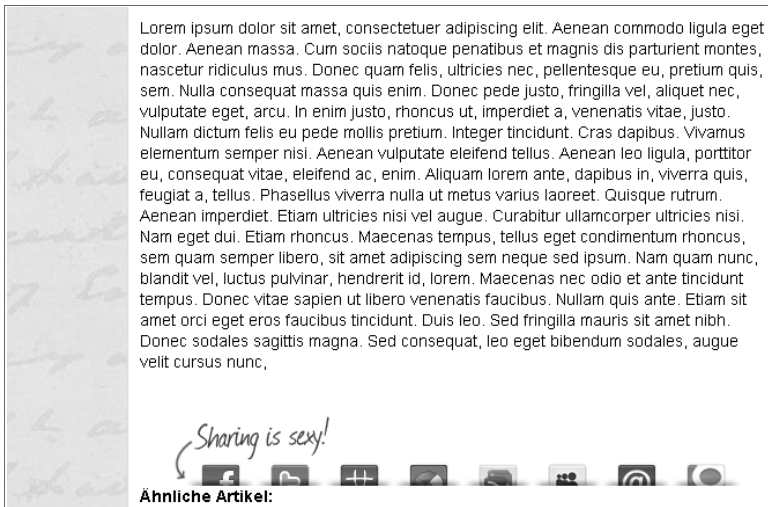 Lorem ipsum dolor sit amet, consectetuer adipiscing elit. Aenean commodo ligula eget
dolor. Aenean massa. Cum sociis natoque penatibus et magnis dis parturient montes,
nascetur ridiculus mus. Donec quam felis, ultricies nec, pellentesque eu, pretium quis,
sem. Nulla consequat massa quis enim. Donec pede justo, fringilla vel, aliquet nec,
vulputate eget, arcu. In enim justo, rhoncus ut, imperdiet a, venenatis vitae, justo.
Nullam dictum felis eu pede mollis pretium. Integer tincidunt. Cras dapibus. Vivamus
elementum semper nisi. Aenean vulputate eleifend tellus. Aenean leo ligula, porttitor
eu, consequat vitae, eleifend ac, enim. Aliquam lorem ante, dapibus in, viverra quis,
feugiat a, tellus. Phasellus viverra nulla ut metus varius laoreet. Quisque rutrum.
Aenean imperdiet. Etiam ultricies nisi vel augue. Curabitur ullamcorper ultricies nisi.
Nam eget dui. Etiam rhoncus. Maecenas tempus, tellus eget condimentum rhoncus,
sem quam semper libero, sit amet adipiscing sem neque sed ipsum. Nam quam nunc,
blandit vel, luctus pulvinar, hendrerit id, lorem. Maecenas nec odio et ante tincidunt
tempus. Donec vitae sapien ut libero venenatis faucibus. Nullam quis ante. Etiam sit
amet orci eget eros faucibus tincidunt. Duis leo. Sed fringilla mauris sit amet nibh.
Donec sodales sagittis magna. Sed consequat, leo eget bibendum sodales, augue
velit cursus nunc,
Sharing is sexy!
Ähnliche Artikel: